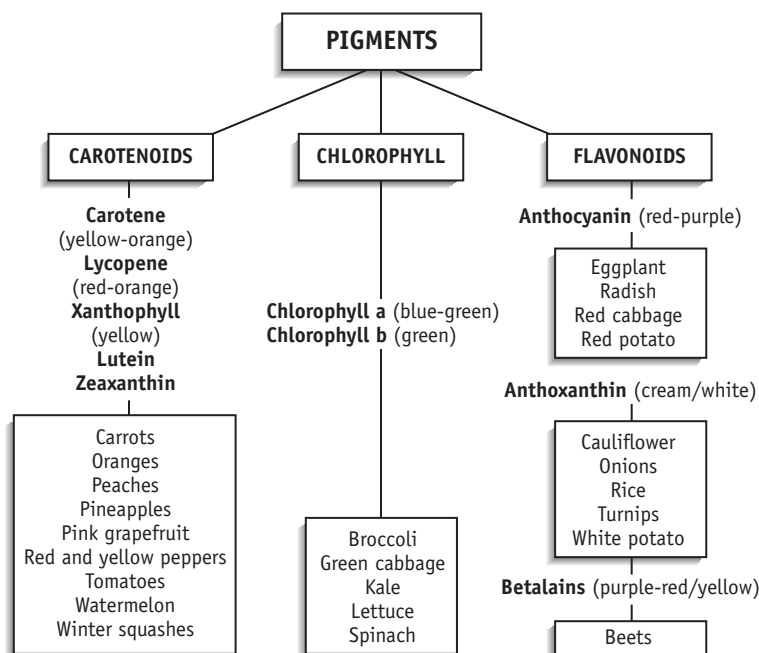 PIGMENTS
CAROTENOIDS
Carotene
(yellow-orange)
Lycopene
(red-orange)
Xanthophyll
(yellow)
Lutein
Zeaxanthin
Carrots
Oranges
Peaches
Pineapples
Pink grapefruit
Red and yellow peppers
Tomatoes
Watermelon
Winter squashes
CHLOROPHYLL
Chlorophyll a (blue-green)
Chlorophyll b (green)
Broccoli
Green cabbage
Kale
Lettuce
Spinach
FLAVONOIDS
Anthocyanin (red-purple)
Eggplant
Radish
Red cabbage
Red potato
Anthoxanthin (cream/white)
Cauliflower
Onions
Rice
Turnips
White potato
Betalains (purple-red/yellow)
Beets